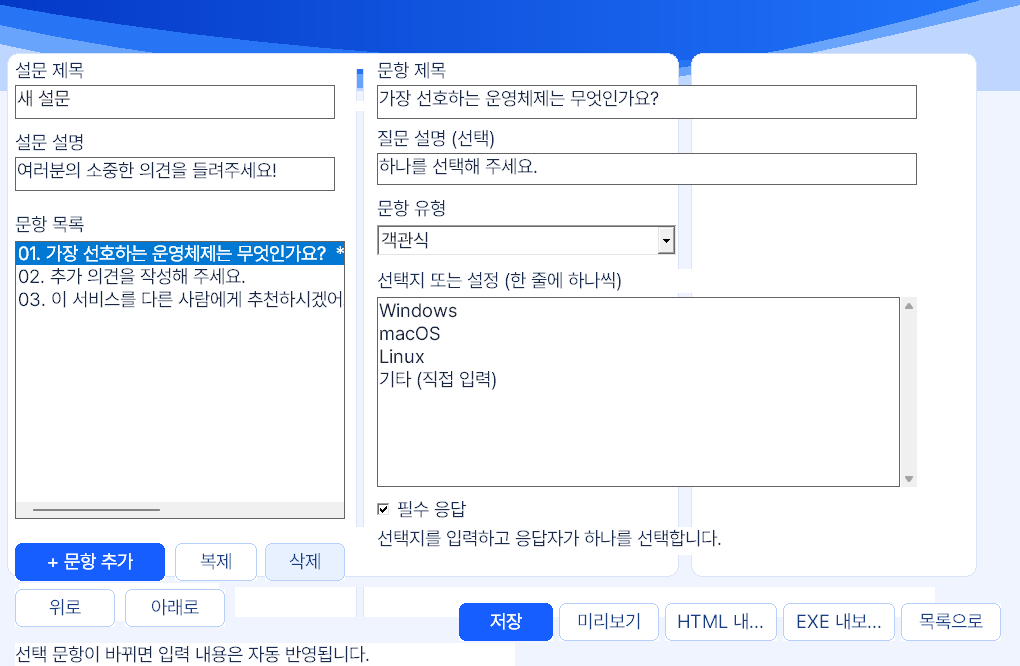 설문 제목
새 설문
설문 설명
여러분의 소중한 의견을 들려주세요!
문항 목록
01. 가장 선호하는 운영체제는 무엇인가요? *
02. 추가 의견을 작성해 주세요.
03. 이 서비스를 다른 사람에게 추천하시겠어
+ 문항 추가
복제
삭제
위로
아래로
선택 문항이 바뀌면 입력 내용은 자동 반영됩니다.
문항 제목
가장 선호하는 운영체제는 무엇인가요?
질문 설명 (선택)
하나를 선택해 주세요.
문항 유형
객관식
선택지 또는 설정 (한 줄에 하나씩)
Windows
macOS
Linux
기타 (직접 입력)
필수 응답
선택지를 입력하고 응답자가 하나를 선택합니다.
저장
미리보기
HTML 내...
EXE 내보...
목록으로